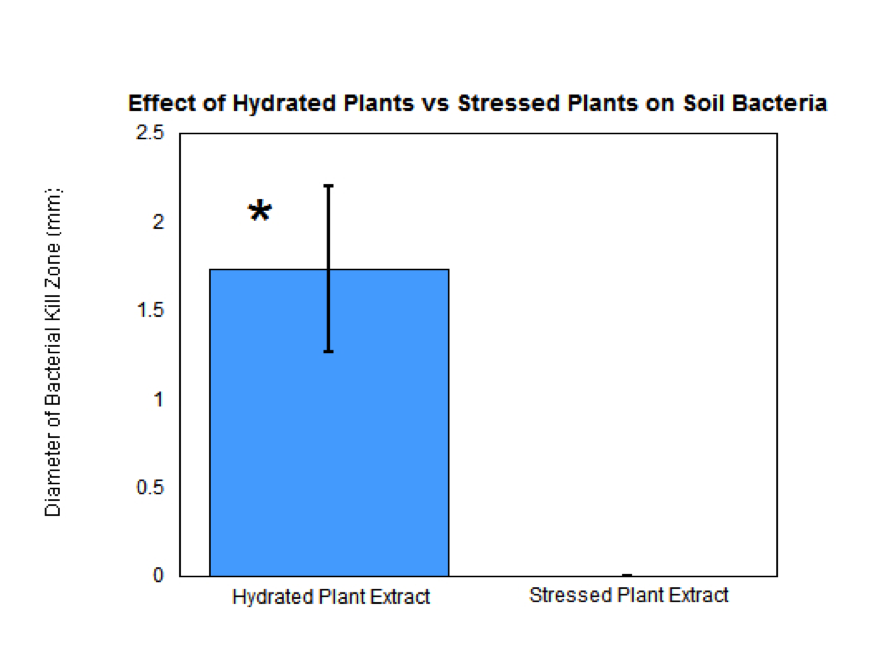 Effect of Hydrated Plants vs Stressed Plants on Soil Bacteria
Diameter of Bacterial Kill Zone (mm)
2.5
2
*
1.5
1
0.5
0
Hydrated Plant Extract
Stressed Plant Extract